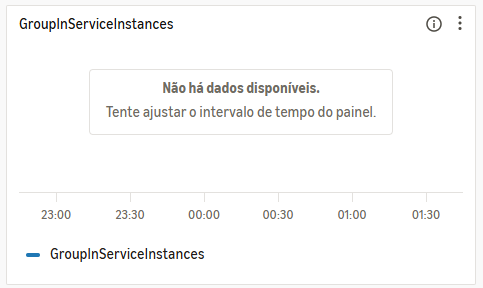 GroupInServiceInstances
Não há dados disponíveis.
Tente ajustar o intervalo de tempo do painel.
23:00 23:30 00:00 00:30 01:00 01:30
GroupInServiceInstances